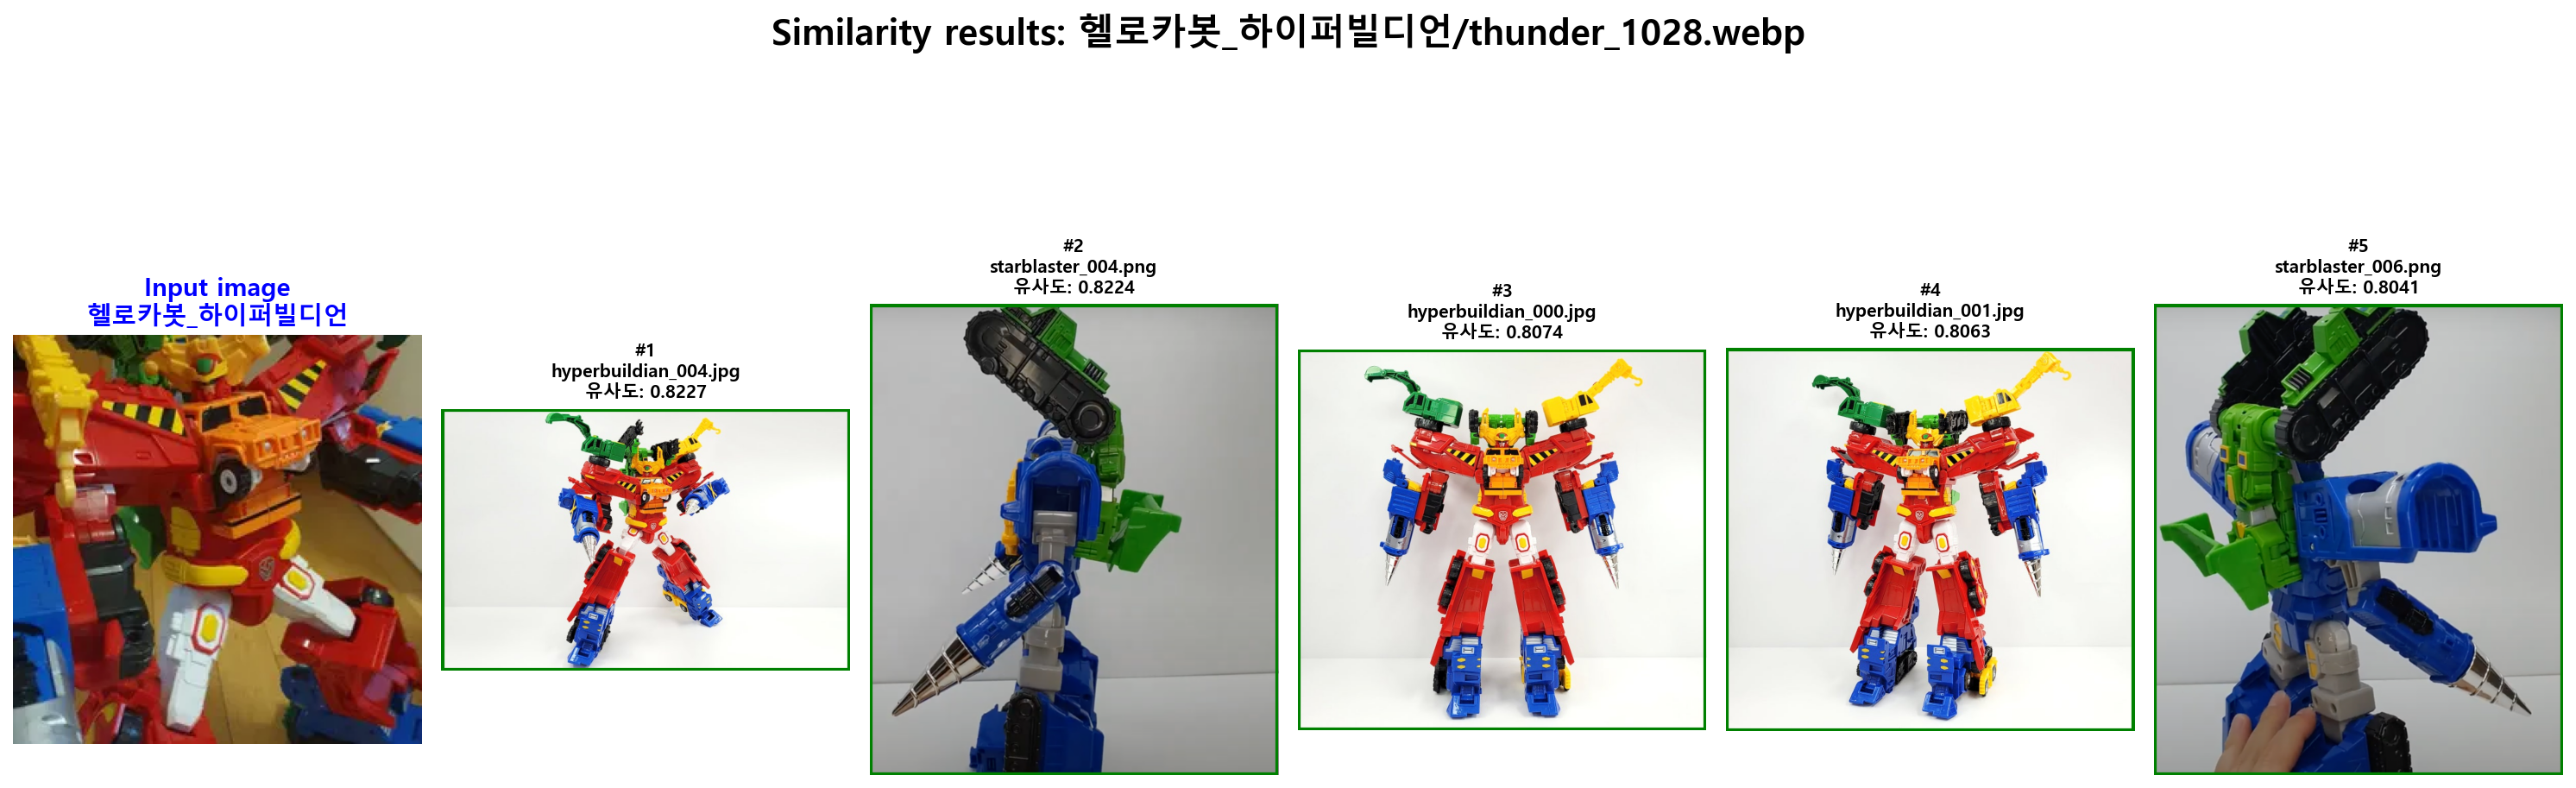 Similarity results: 헬로카봇_하이퍼빌디언/thunder_1028.webp
Input image
헬로카봇_하이퍼빌디언
#1
hyperbuildian_004.jpg
유사도: 0.8227
#2
starblaster_004.png
유사도: 0.8224
#3
hyperbuildian_000.jpg
유사도: 0.8074
#4
hyperbuildian_001.jpg
유사도: 0.8063
#5
starblaster_006.png
유사도: 0.8041